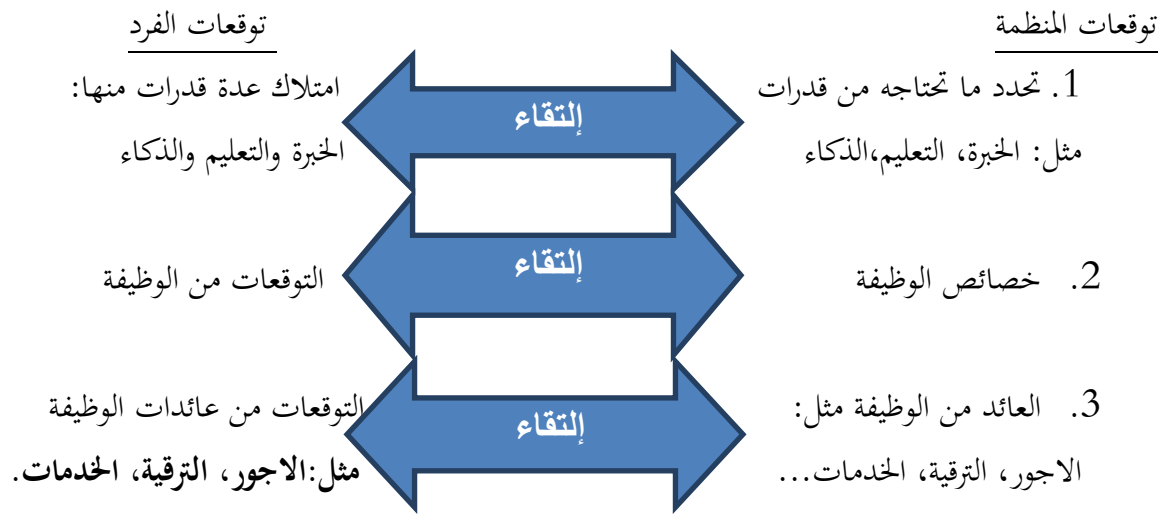 توقعات المنظمة
توقعات الفرد
1. تحدد ما تحتاجه من قدرات
مثل: الخبرة، التعليم،الذكاء
إلتقاء
امتلاك عدة قدرات منها:
الخبرة والتعليم والذكاء
2. خصائص الوظيفة
إلتقاء
التوقعات من الوظيفة
3. العائد من الوظيفة مثل:
الاجور، الترقية، الخدمات...
إلتقاء
التوقعات من عائدات الوظيفة
مثل:الاجور، الترقية، الخدمات.